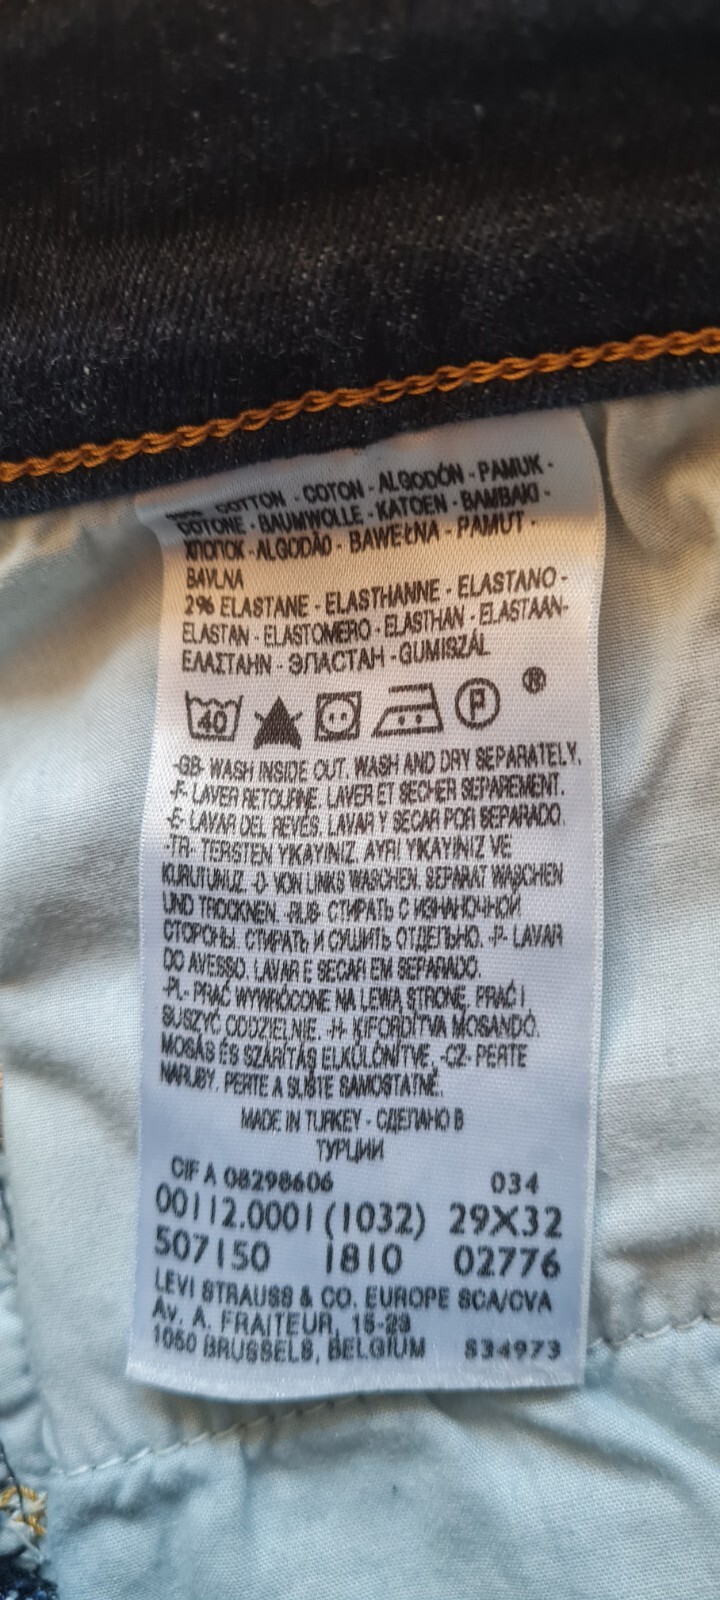 COTTON - COTON - ALGODÓN - PAMUK -
COTONE - BAUMWOLLE - KATOEN - BAMBAKI -
ХЛОПОК - ALGODÃO - BAWEŁNA - PAMUT -
BAVLNA
2% ELASTANE - ELASTHANNE - ELASTANO -
ELASTAN - ELASTOMERO - ELASTHAN - ELASTAAN-
ΕΛΑΣΤΑΗΝ - ЭЛАСТАН -GUMISZÁL
40 P ®
-GB- WASH INSIDE OUT. WASH AND DRY SEPARATELY.
-F- LAVER RETOURNE. LAVER ET SECHER SEPAREMENT.
-E- LAVAR DEL REVÉS. LAVAR Y SECAR POR SEPARADO.
-TR- TERSTEN YIKAYINIZ. AYRI YIKAYINIZ VE
KURUTUNUZ. -D- VON LINKS WASCHEN. SEPARAT WASCHEN
UND TROCKNEN. -RUS- СТИРАТЬ С ИЗНАНОЧНОЙ
СТОРОНЫ. СТИРАТЬ И СУШИТЬ ОТДЕЛЬНО. -P- LAVAR
DO AVESSO. LAVAR E SECAR EM SEPARADO.
-PL- PRAĆ WYWRÓCONE NA LEWĄ STRONĘ, PRAĆ I
SUSZYĆ ODDZIELNIE. -H- KIFORDÍTVA MOSANDÓ.
MOSÁS ÉS SZÁRÍTÁS ELKÜLÖNÍTVE. -CZ- PERTE
NARUBY. PERTE A SUŠTE SAMOSTATNĚ.
MADE IN TURKEY - СДЕЛАНО В
ТУРЦИИ
CIF A 08298606 034
00112.0001 (1032) 29X32
507150 1810 02776
LEVI STRAUSS & CO. EUROPE SCA/CVA
Av. A. FRAITEUR, 15-23
1050 BRUSSELS, BELGIUM S34973